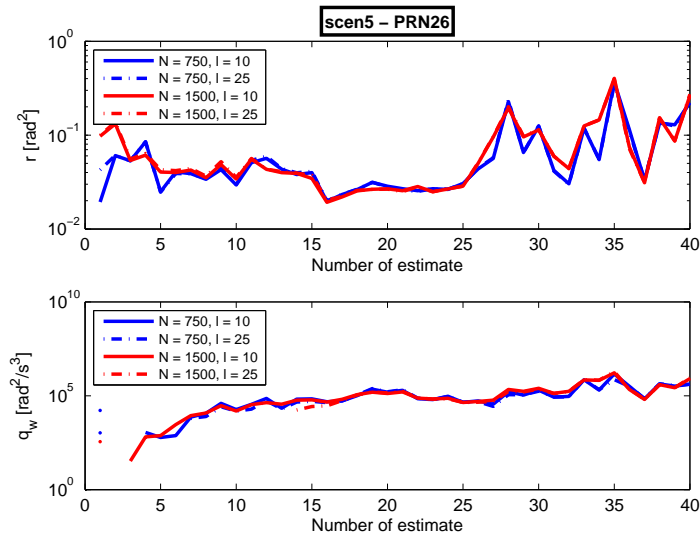 scen5 – PRN26
10^0
10^-1
10^-2
r [rad^2]
N = 750, l = 10
N = 750, l = 25
N = 1500, l = 10
N = 1500, l = 25
0 5 10 15 20 25 30 35 40
Number of estimate
10^10
10^5
10^0
q_w [rad^2/s^3]
N = 750, l = 10
N = 750, l = 25
N = 1500, l = 10
N = 1500, l = 25
0 5 10 15 20 25 30 35 40
Number of estimate